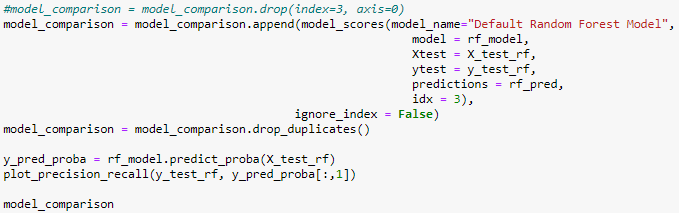 #model_comparison = model_comparison.drop(index=3, axis=0)
model_comparison = model_comparison.append(model_scores(model_name="Default Random Forest Model",
model = rf_model,
Xtest = X_test_rf,
ytest = y_test_rf,
predictions = rf_pred,
idx = 3),
ignore_index = False)
model_comparison = model_comparison.drop_duplicates()
y_pred_proba = rf_model.predict_proba(X_test_rf)
plot_precision_recall(y_test_rf, y_pred_proba[:,1])
model_comparison